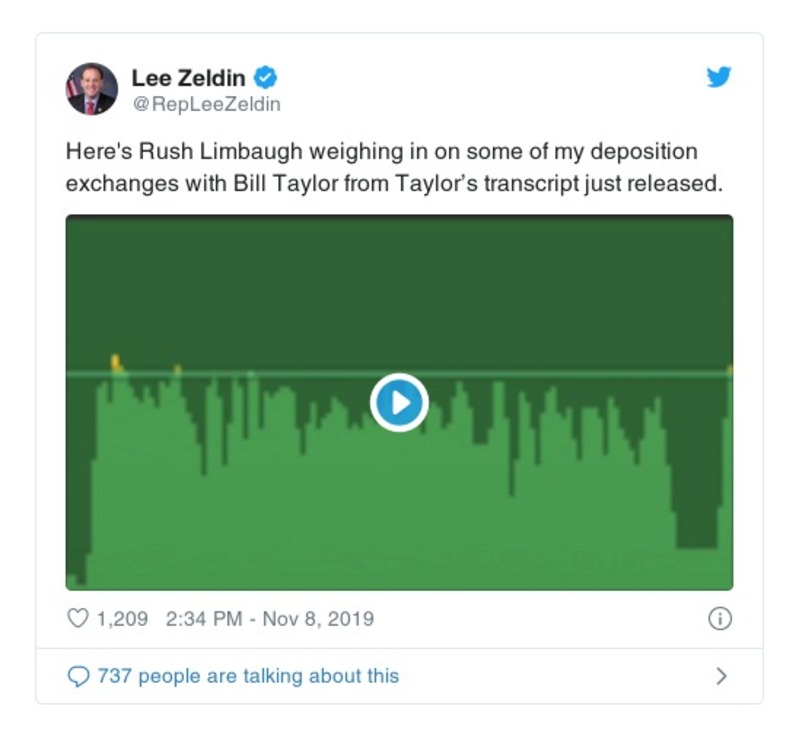 Lee Zeldin
@RepLeeZeldin
Here's Rush Limbaugh weighing in on some of my deposition
exchanges with Bill Taylor from Taylor’s transcript just released.
1,209 2:34 PM - Nov 8, 2019
737 people are talking about this